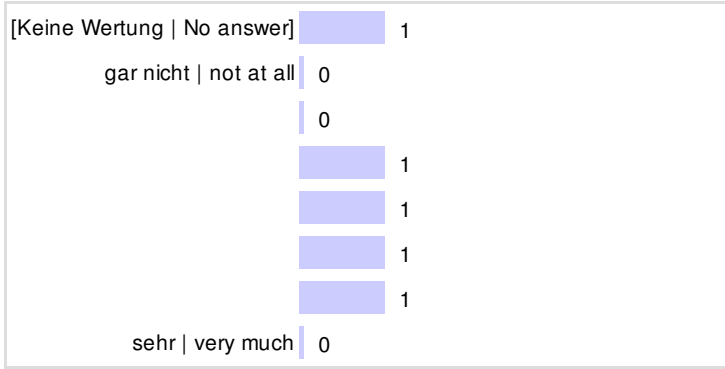 [Keine Wertung | No answer] 1
gar nicht | not at all 0
0
1
1
1
1
sehr | very much 0